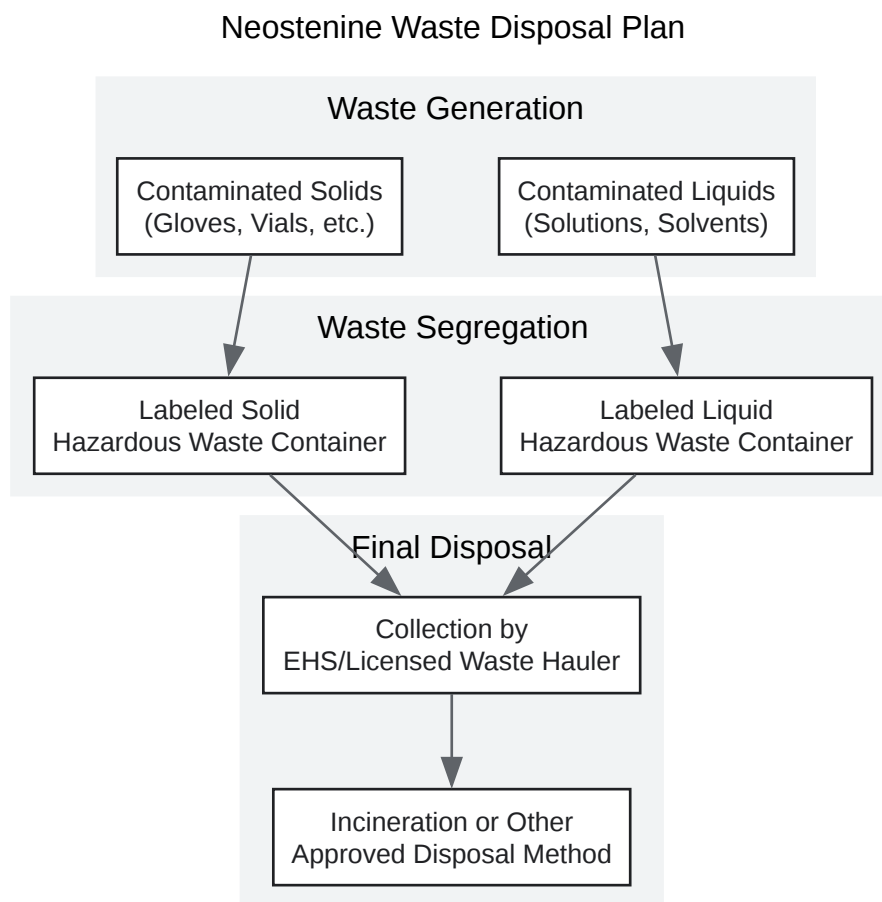 Neostenine Waste Disposal Plan
Waste Generation
Contaminated Solids
(Gloves, Vials, etc.)
Contaminated Liquids
(Solutions, Solvents)
Waste Segregation
Labeled Solid
Hazardous Waste Container
Labeled Liquid
Hazardous Waste Container
Final Disposal
Collection by
EHS/Licensed Waste Hauler
Incineration or Other
Approved Disposal Method